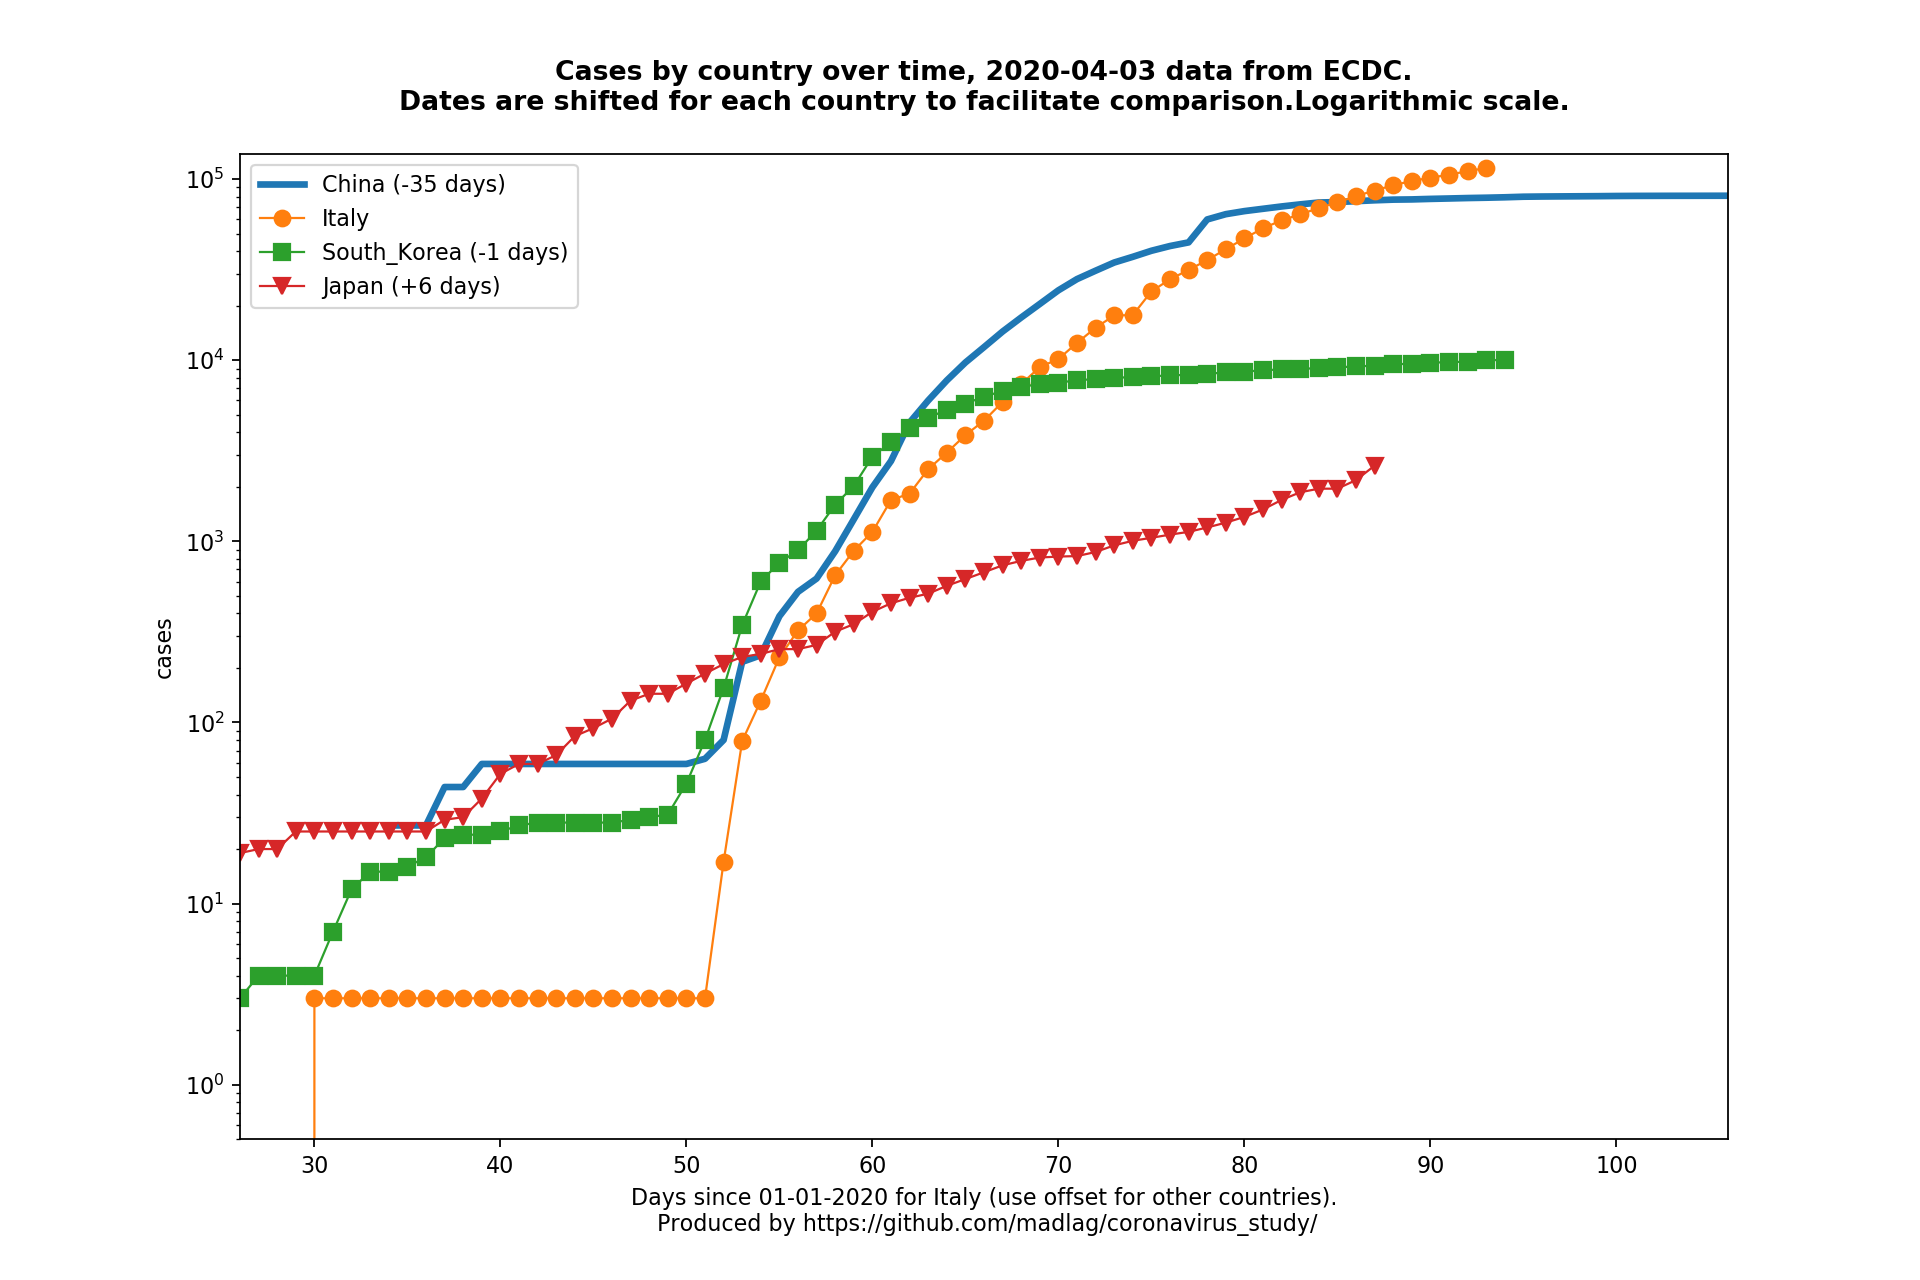 Cases by country over time, 2020-04-03 data from ECDC.
Dates are shifted for each country to facilitate comparison.Logarithmic scale.
China (-35 days)
Italy
South_Korea (-1 days)
Japan (+6 days)
10^5
10^4
10^3
10^2
10^1
10^0
cases
30 40 50 60 70 80 90 100
Days since 01-01-2020 for Italy (use offset for other countries).
Produced by https://github.com/madlag/coronavirus_study/